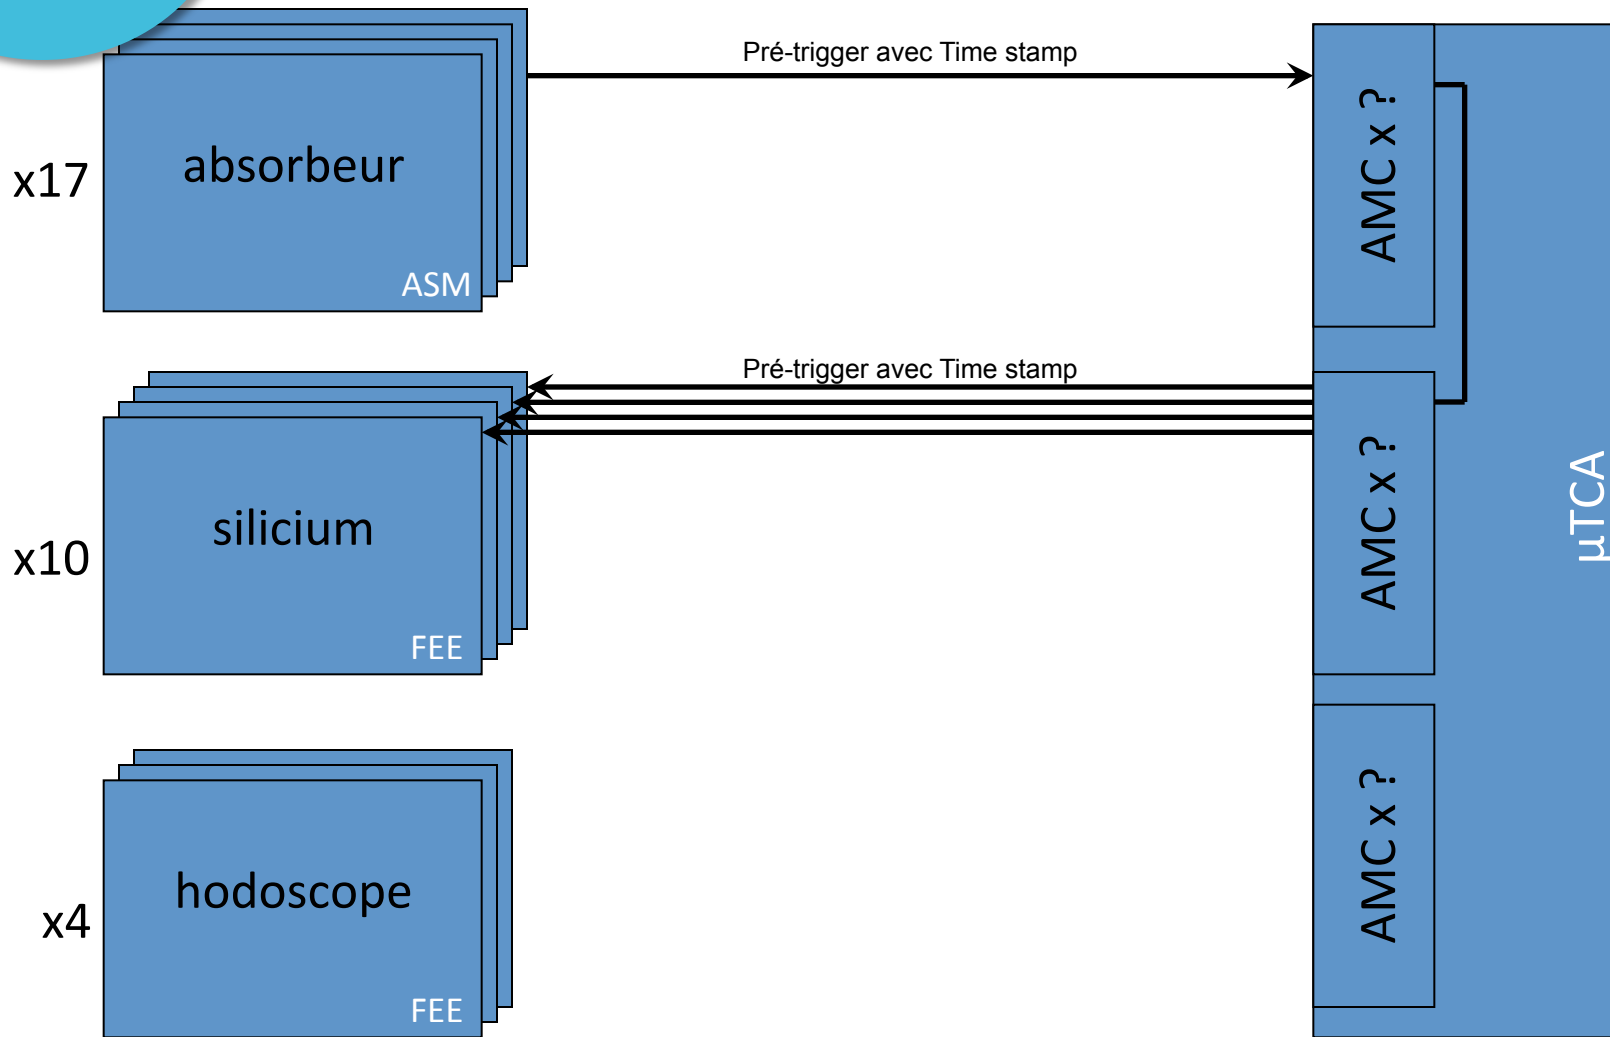 Pré-trigger avec Time stamp
x17
absorbeur
ASM
AMC x ?
Pré-trigger avec Time stamp
x10
silicium
FEE
AMC x ?
µTCA
x4
hodoscope
FEE
AMC x ?